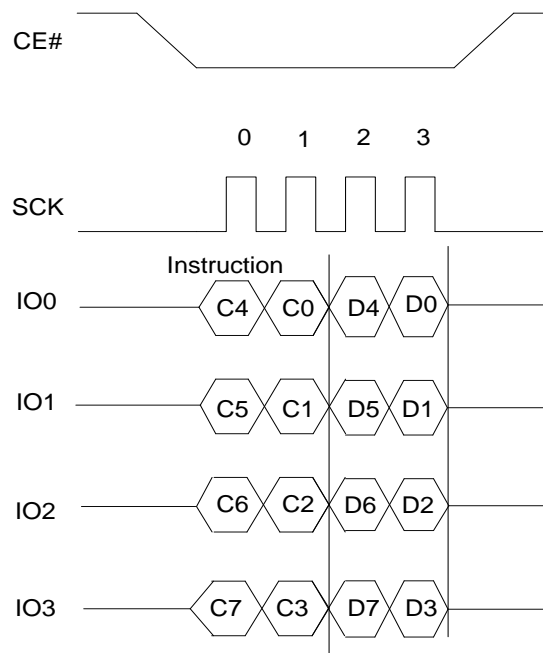 CE#
0 1 2 3
SCK
Instruction
IO0 C4 C0 D4 D0
IO1 C5 C1 D5 D1
IO2 C6 C2 D6 D2
IO3 C7 C3 D7 D3